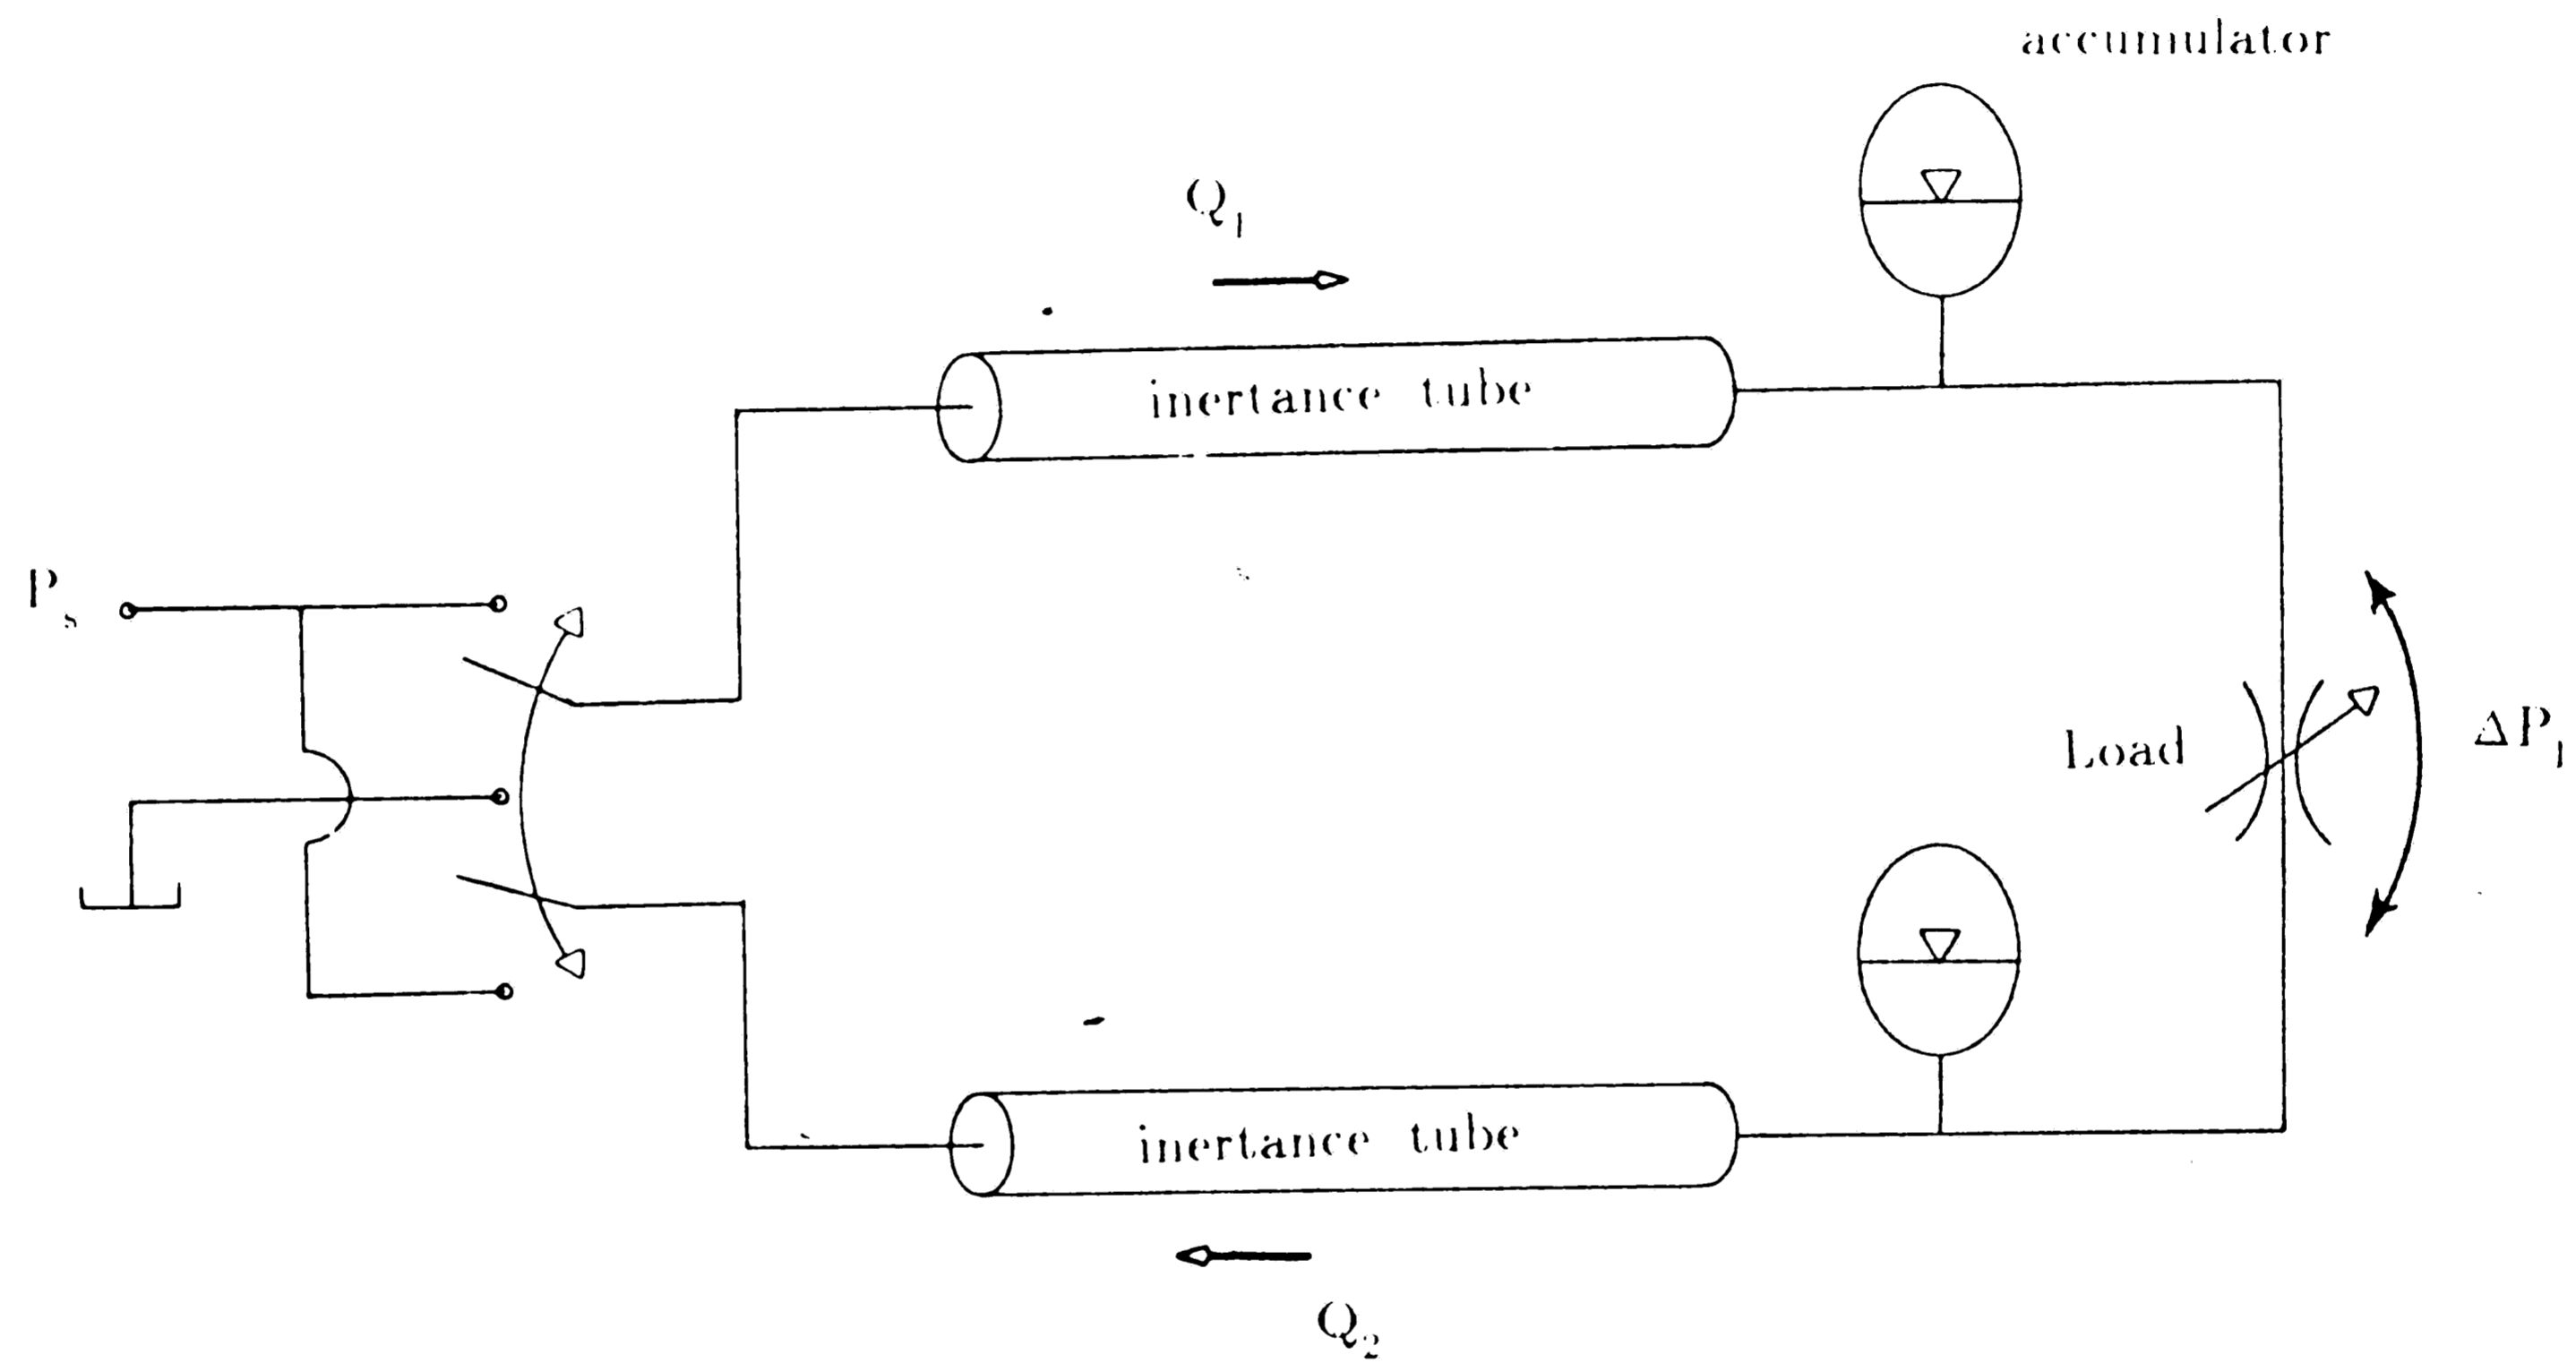 accumulator
Q₁
inertance tube
Pₛ
Load
ΔP₁
inertance tube
Q₂